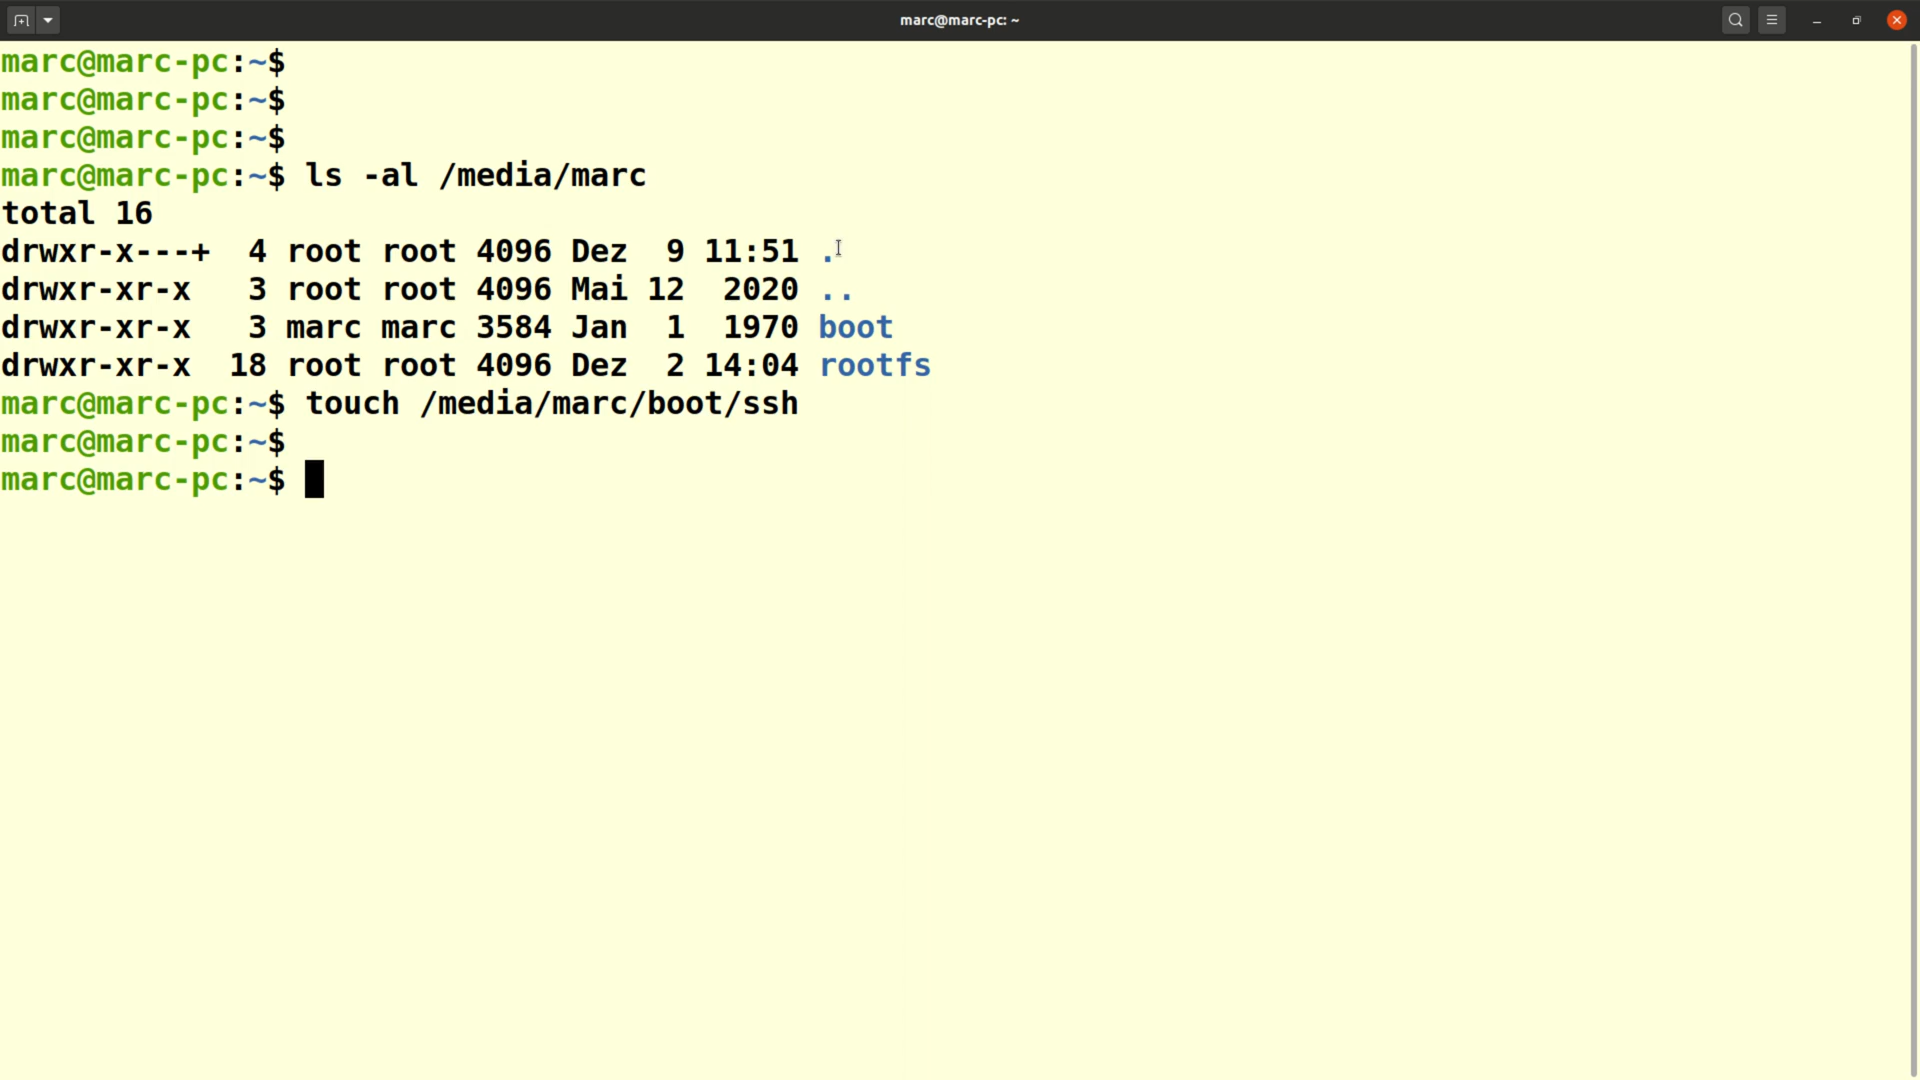 marc@marc-pc: ~
marc@marc-pc:~$
marc@marc-pc:~$
marc@marc-pc:~$
marc@marc-pc:~$ ls -al /media/marc
total 16
drwxr-x---+  4 root root 4096 Dez  9 11:51 .
drwxr-xr-x   3 root root 4096 Mai 12  2020 ..
drwxr-xr-x   3 marc marc 3584 Jan  1  1970 boot
drwxr-xr-x  18 root root 4096 Dez  2 14:04 rootfs
marc@marc-pc:~$ touch /media/marc/boot/ssh
marc@marc-pc:~$
marc@marc-pc:~$